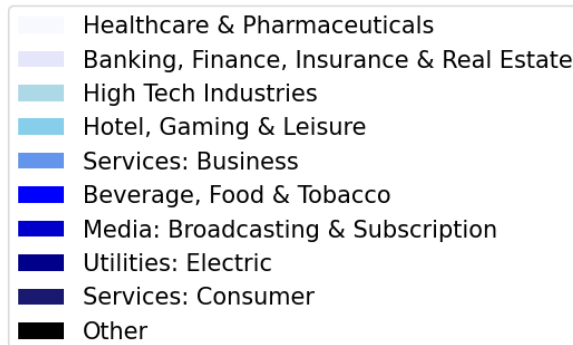 Healthcare & Pharmaceuticals
Banking, Finance, Insurance & Real Estate
High Tech Industries
Hotel, Gaming & Leisure
Services: Business
Beverage, Food & Tobacco
Media: Broadcasting & Subscription
Utilities: Electric
Services: Consumer
Other